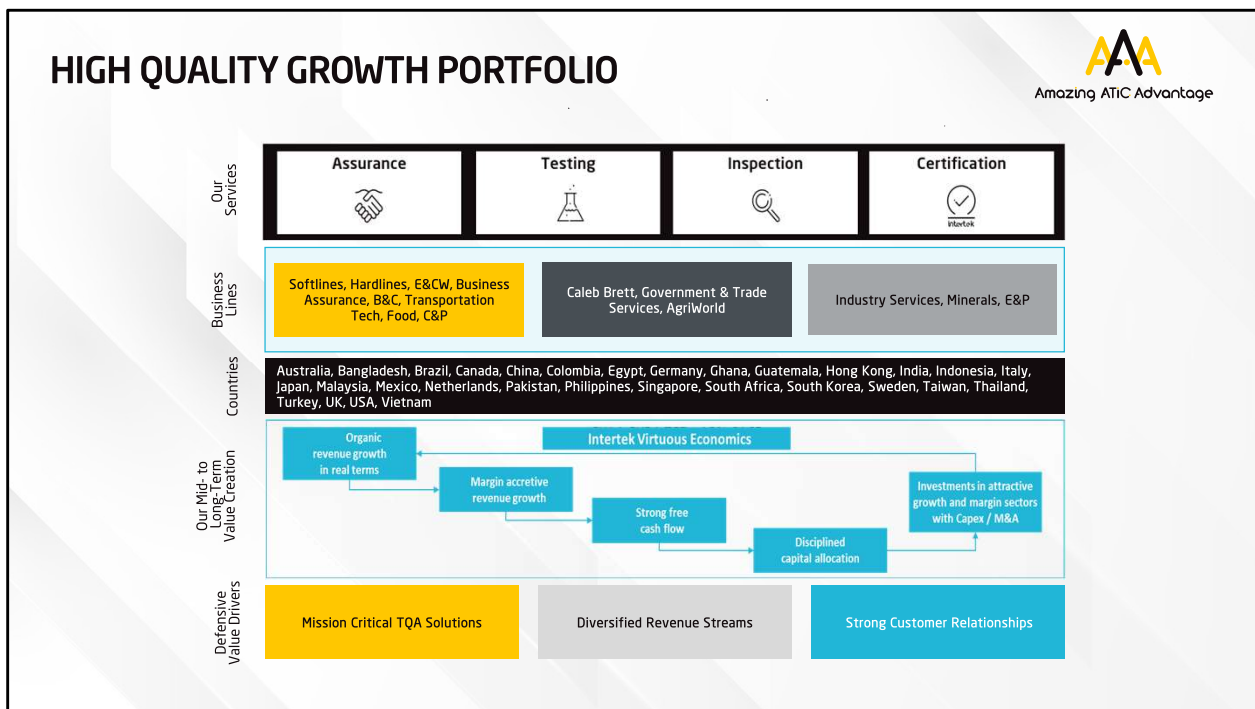 HIGH QUALITY GROWTH PORTFOLIO
AAA
Amazing ATIC Advantage
Our
Services
Assurance
Testing
Inspection
Certification
intertek
Business
Lines
Softlines, Hardlines, E&CW, Business
Assurance, B&C, Transportation
Tech, Food, C&P
Caleb Brett, Government & Trade
Services, AgriWorld
Industry Services, Minerals, E&P
Countries
Australia, Bangladesh, Brazil, Canada, China, Colombia, Egypt, Germany, Ghana, Guatemala, Hong Kong, India, Indonesia, Italy,
Japan, Malaysia, Mexico, Netherlands, Pakistan, Philippines, Singapore, South Africa, South Korea, Sweden, Taiwan, Thailand,
Turkey, UK, USA, Vietnam
Our Mid- to
Long-Term
Value Creation
Intertek Virtuous Economics
Organic
revenue growth
in real terms
Margin accretive
revenue growth
Strong free
cash flow
Disciplined
capital allocation
Investments in attractive
growth and margin sectors
with Capex / M&A
Defensive
Value Drivers
Mission Critical TQA Solutions
Diversified Revenue Streams
Strong Customer Relationships